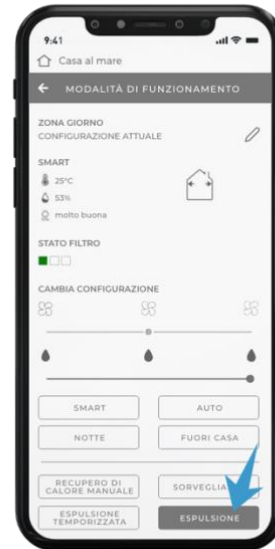 9:41
Casa al mare
MODALITÀ DI FUNZIONAMENTO
ZONA GIORNO
CONFIGURAZIONE ATTUALE
SMART
25°C
53%
molto buona
STATO FILTRO
CAMBIA CONFIGURAZIONE
SMART AUTO
NOTTE FUORI CASA
RECUPERO DI
CALORE MANUALE
ESPULSIONE
TEMPORIZZATA
ESPULSIONE